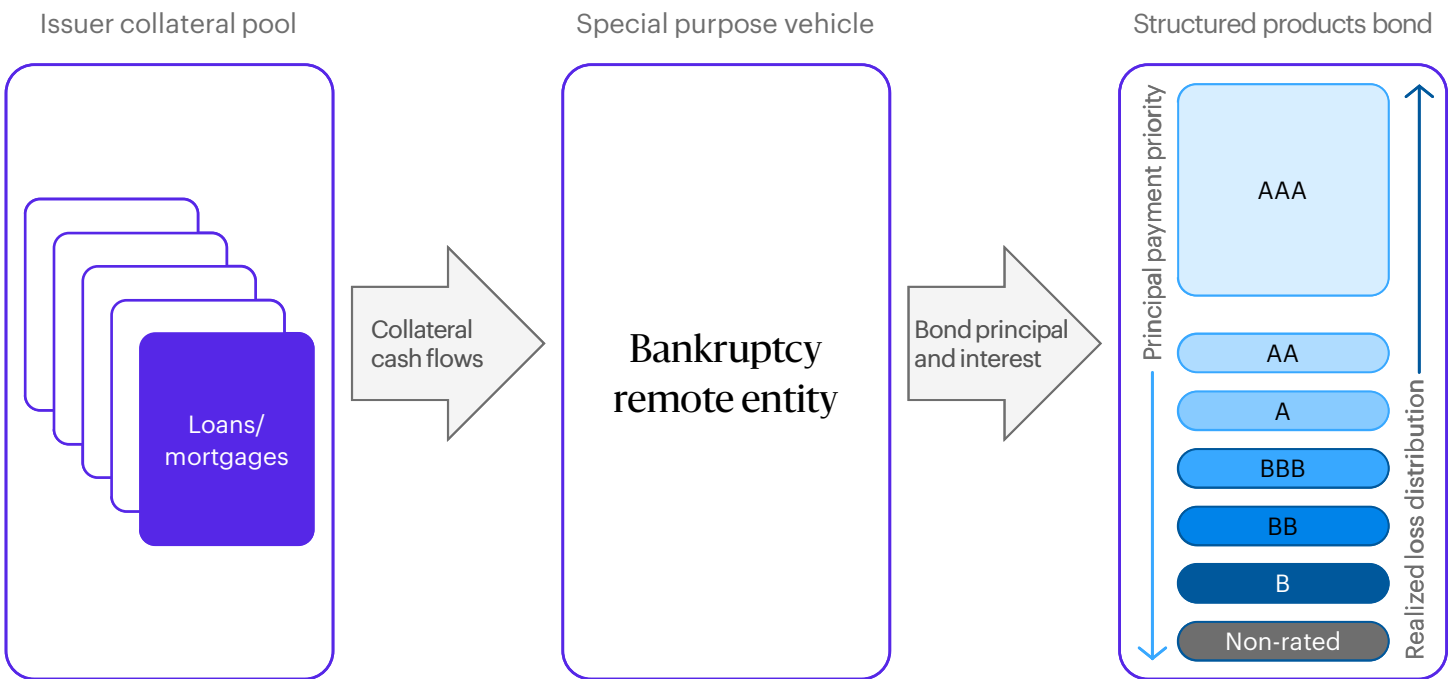 Issuer collateral pool
Special purpose vehicle
Structured products bond
Loans/
mortgages
Collateral
cash flows
Bankruptcy
remote entity
Bond principal
and interest
Principal payment priority
AAA
AA
A
BBB
BB
B
Non-rated
Realized loss distribution